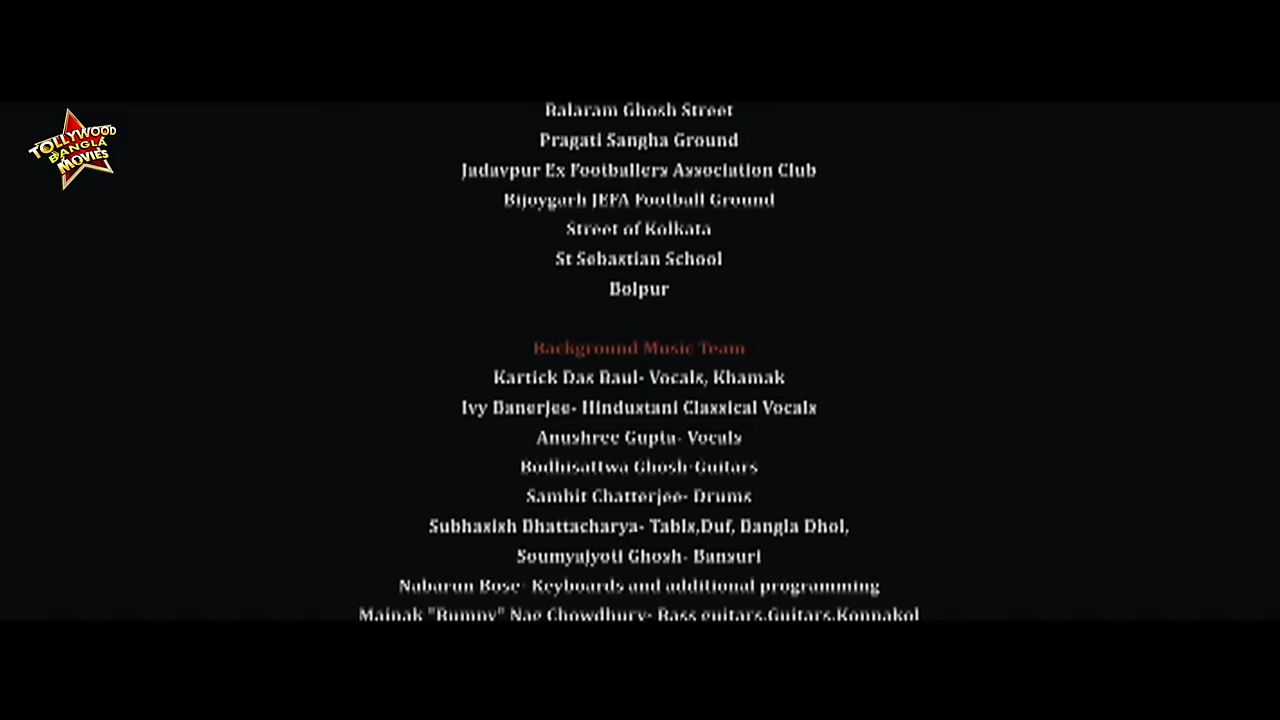 TOLLYWOOD
BANGLA
MOVIES
Balaram Ghosh Street
Pragati Sangha Ground
Jadavpur Ex Footballers Association Club
Bijoygarh JEFA Football Ground
Street of Kolkata
St Sebastian School
Bolpur
Background Music Team
Kartick Das Baul- Vocals, Khamak
Ivy Banerjee- Hindustani Classical Vocals
Anushree Gupta- Vocals
Bodhisattwa Ghosh-Guitars
Sambit Chatterjee- Drums
Subhasish Bhattacharya- Tabla,Duf, Bangla Dhol,
Soumyajyoti Ghosh- Bansuri
Nabarun Bose- Keyboards and additional programming
Mainak "Bumpy" Nag Chowdhury- Bass guitars,Guitars,Konnakol